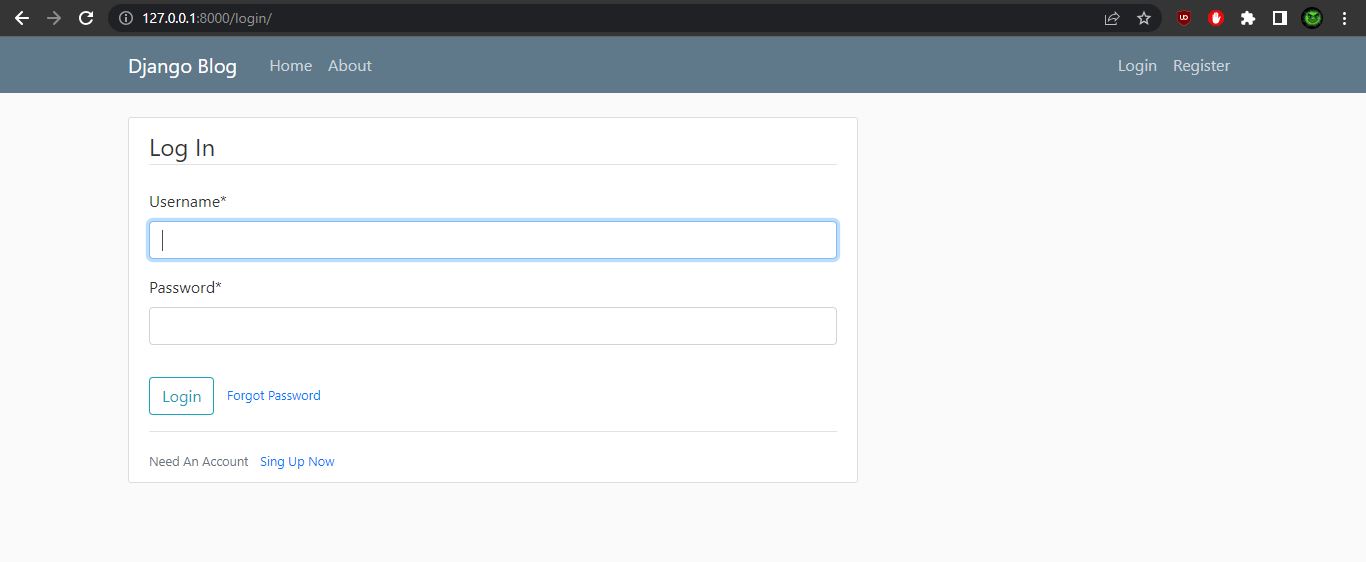 127.0.0.1:8000/login/
Django Blog Home About Login Register
Log In
Username*
Password*
Login Forgot Password
Need An Account Sing Up Now